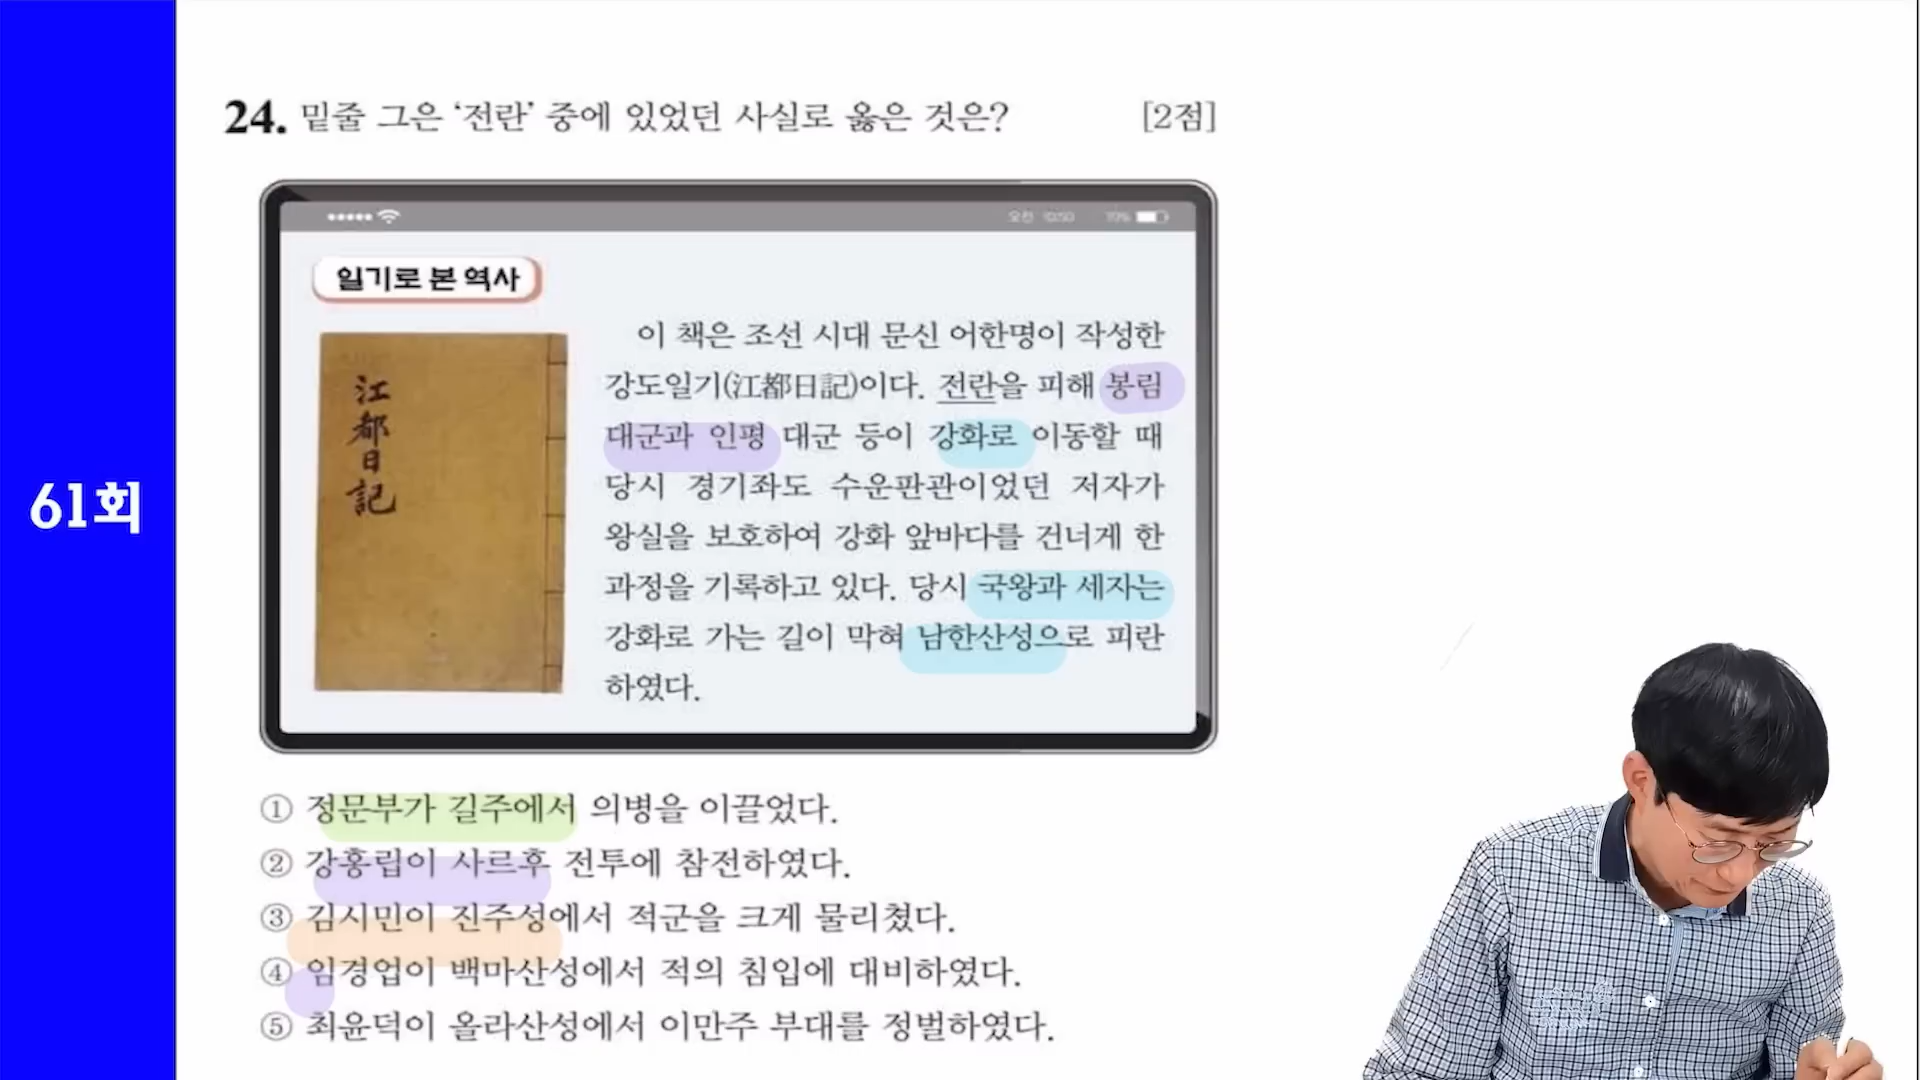 61회
24. 밑줄 그은 ‘전란’ 중에 있었던 사실로 옳은 것은? [2점]
일기로 본 역사
江都日記
이 책은 조선 시대 문신 어한명이 작성한
강도일기(江都日記)이다. 전란을 피해 봉림
대군과 인평 대군 등이 강화로 이동할 때
당시 경기좌도 수운판관이었던 저자가
왕실을 보호하여 강화 앞바다를 건너게 한
과정을 기록하고 있다. 당시 국왕과 세자는
강화로 가는 길이 막혀 남한산성으로 피란
하였다.
① 정문부가 길주에서 의병을 이끌었다.
② 강홍립이 사르후 전투에 참전하였다.
③ 김시민이 진주성에서 적군을 크게 물리쳤다.
④ 임경업이 백마산성에서 적의 침입에 대비하였다.
⑤ 최윤덕이 올라산성에서 이만주 부대를 정벌하였다.